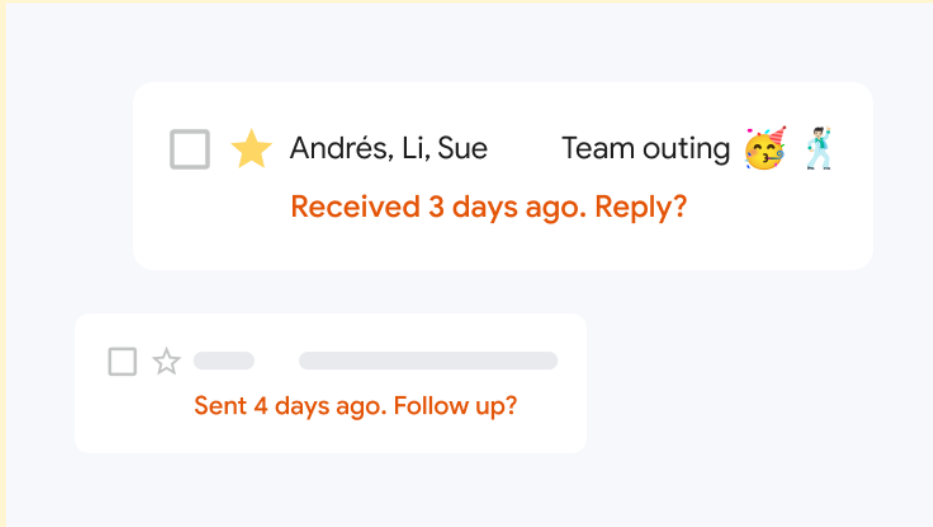 Andrés, Li, Sue Team outing 🥳 🕺🏻
Received 3 days ago. Reply?
Sent 4 days ago. Follow up?